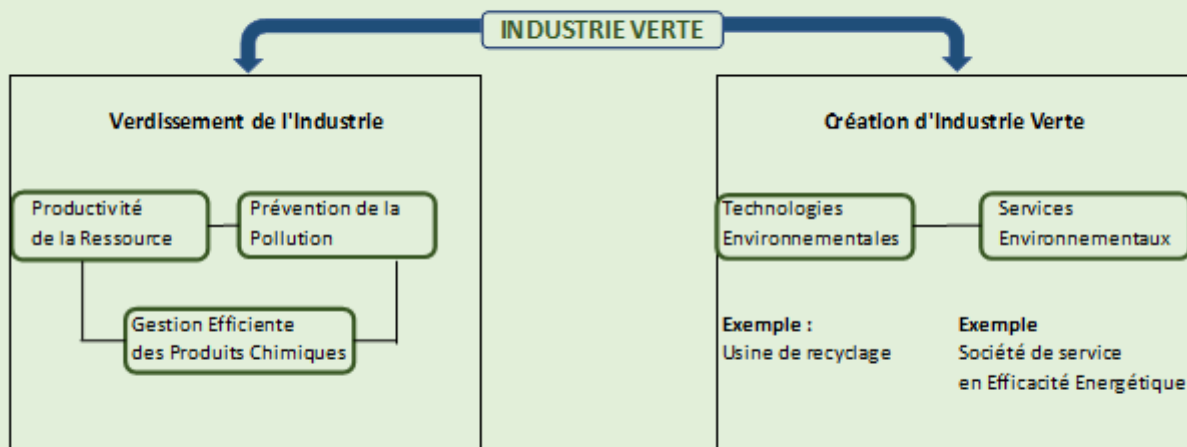 INDUSTRIE VERTE
Verdissement de l'Industrie
Productivité
de la Ressource
Prévention de la
Pollution
Gestion Efficiente
des Produits Chimiques
Création d'Industrie Verte
Technologies
Environnementales
Services
Environnementaux
Exemple :
Usine de recyclage
Exemple
Société de service
en Efficacité Energétique